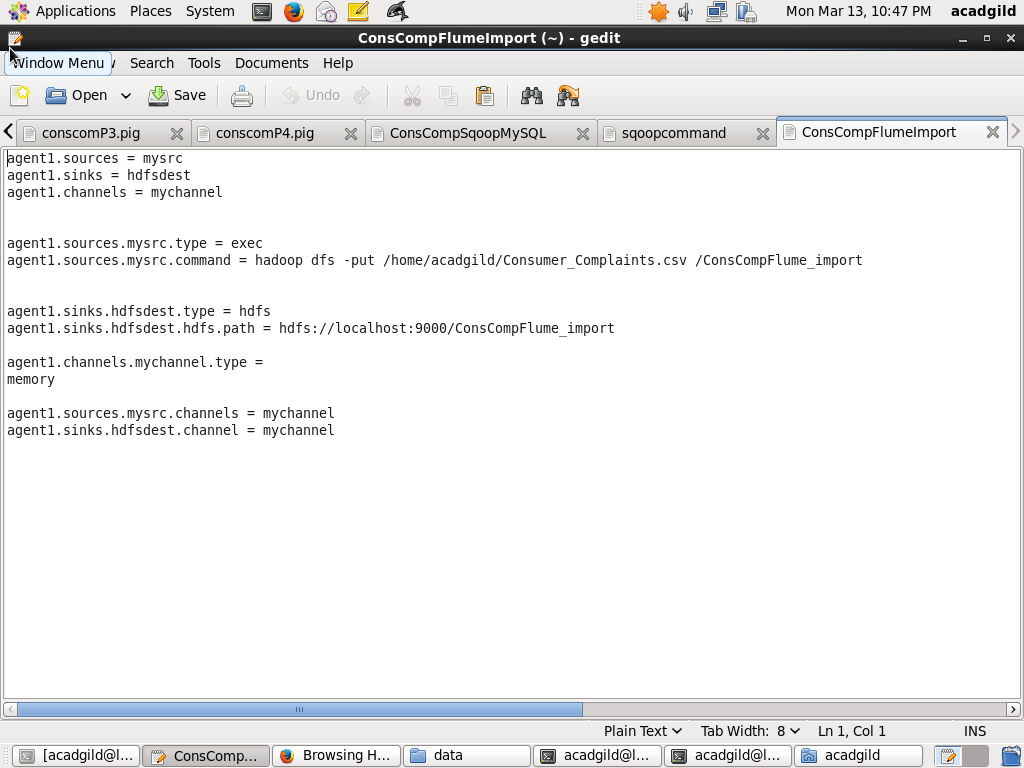 Applications Places System Mon Mar 13, 10:47 PM acadgild
ConsCompFlumeImport (~) - gedit
Window Menu Search Tools Documents Help
Open Save Undo
conscomP3.pig conscomP4.pig ConsCompSqoopMySQL sqoopcommand ConsCompFlumeImport
agent1.sources = mysrc
agent1.sinks = hdfsdest
agent1.channels = mychannel
agent1.sources.mysrc.type = exec
agent1.sources.mysrc.command = hadoop dfs -put /home/acadgild/Consumer_Complaints.csv /ConsCompFlume_import
agent1.sinks.hdfsdest.type = hdfs
agent1.sinks.hdfsdest.hdfs.path = hdfs://localhost:9000/ConsCompFlume_import
agent1.channels.mychannel.type =
memory
agent1.sources.mysrc.channels = mychannel
agent1.sinks.hdfsdest.channel = mychannel
Plain Text Tab Width: 8 Ln 1, Col 1 INS
[acadgild@l... ConsComp... Browsing H... data acadgild@l... acadgild@l... acadgild